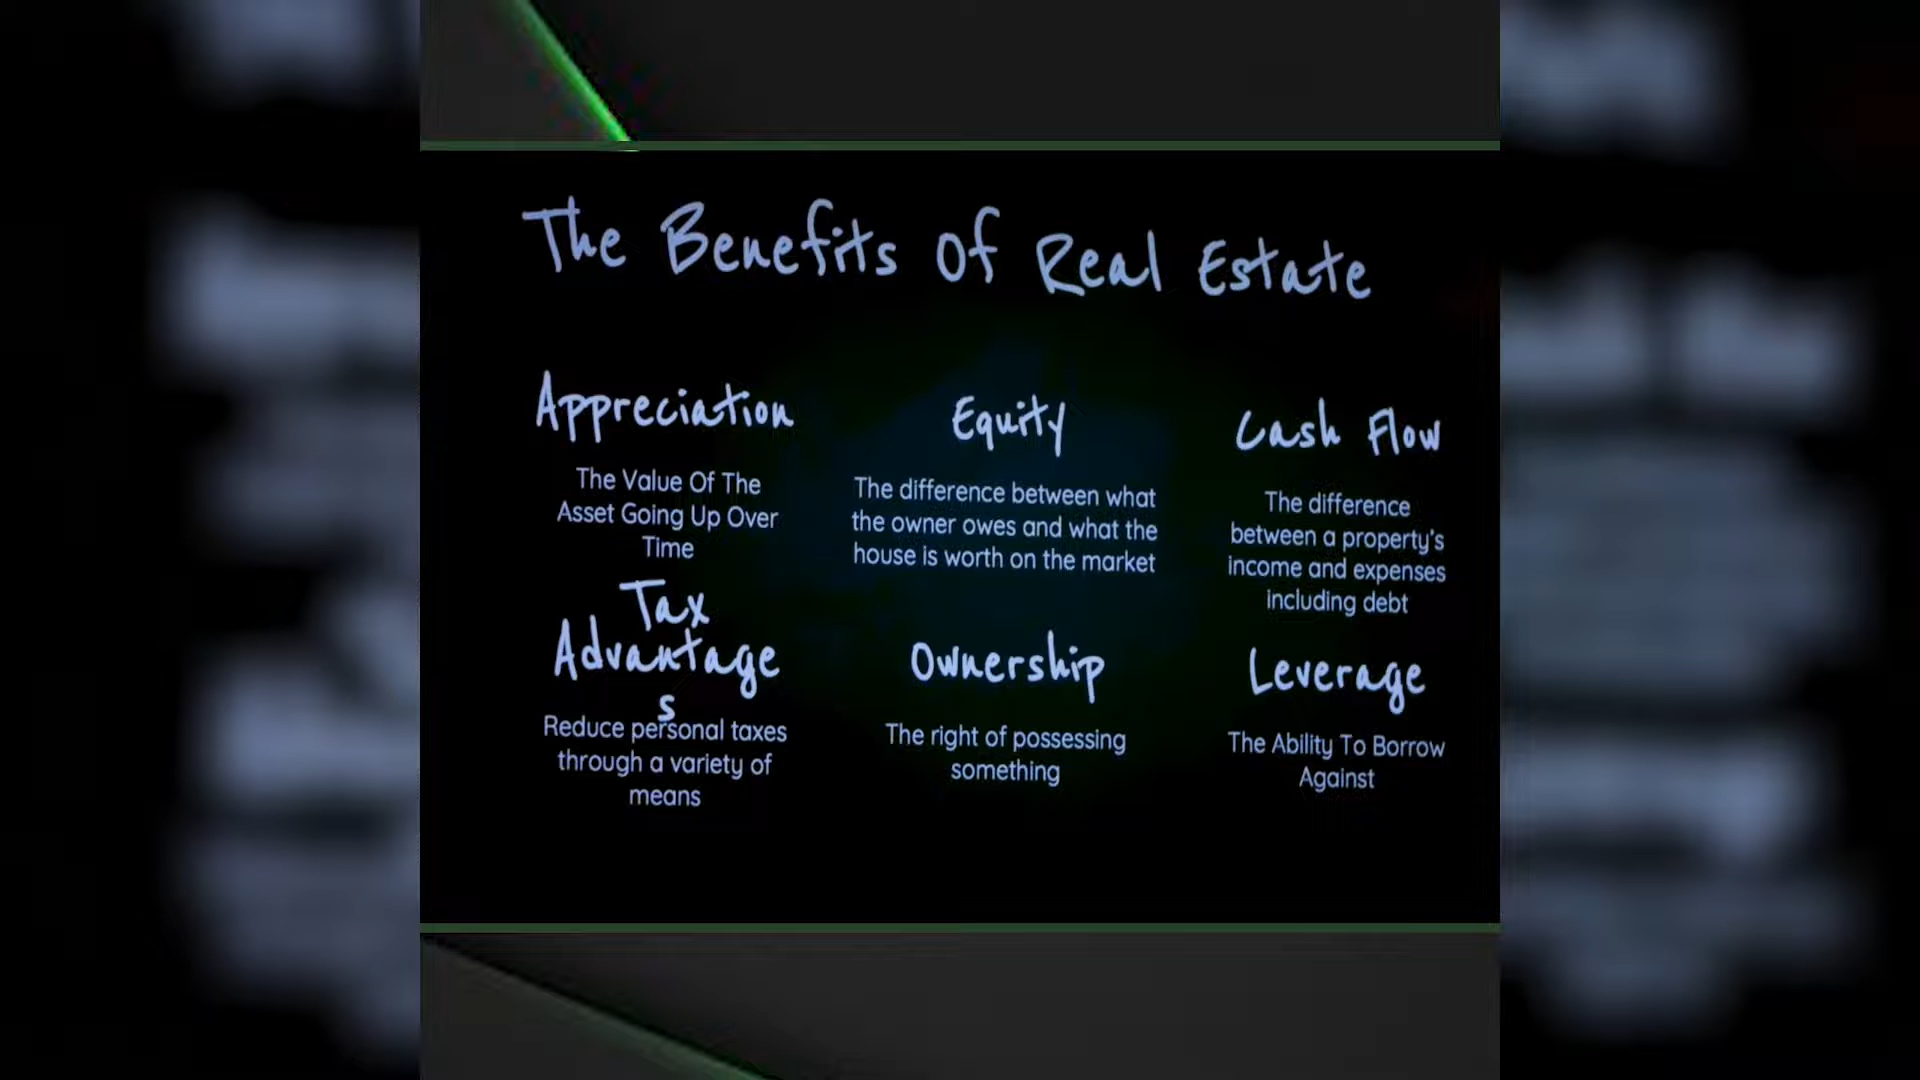 The Benefits Of Real Estate
Appreciation
The Value Of The
Asset Going Up Over
Time
Equity
The difference between what
the owner owes and what the
house is worth on the market
Cash Flow
The difference
between a property's
income and expenses
including debt
Tax
Advantage
s
Reduce personal taxes
through a variety of
means
Ownership
The right of possessing
something
Leverage
The Ability To Borrow
Against